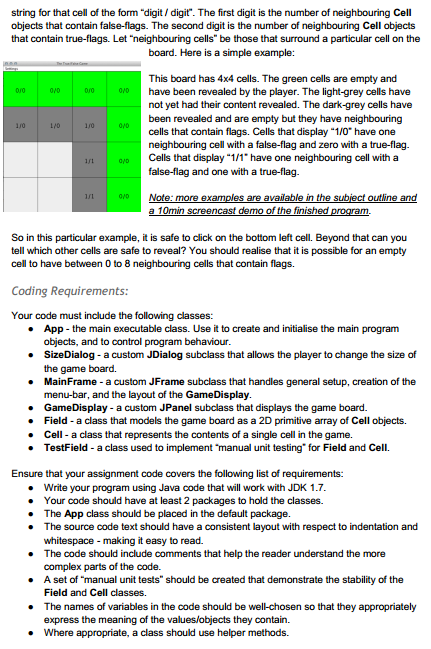 string for that cell of the form “digit / digit”. The first digit is the number of neighbouring Cell
objects that contain false-flags. The second digit is the number of neighbouring Cell objects
that contain true-flags. Let “neighbouring cells” be those that surround a particular cell on the
board. Here is a simple example:
The True False Game
Settings
0/0 0/0 0/0 0/0
1/0 1/0 1/0 0/0
1/1 0/0
1/1 0/0
This board has 4x4 cells. The green cells are empty and
have been revealed by the player. The light-grey cells have
not yet had their content revealed. The dark-grey cells have
been revealed and are empty but they have neighbouring
cells that contain flags. Cells that display “1/0” have one
neighbouring cell with a false-flag and zero with a true-flag.
Cells that display “1/1” have one neighbouring cell with a
false-flag and one with a true-flag.
Note: more examples are available in the subject outline and
a 10min screencast demo of the finished program.
So in this particular example, it is safe to click on the bottom left cell. Beyond that can you
tell which other cells are safe to reveal? You should realise that it is possible for an empty
cell to have between 0 to 8 neighbouring cells that contain flags.
Coding Requirements:
Your code must include the following classes:
● App - the main executable class. Use it to create and initialise the main program
objects, and to control program behaviour.
● SizeDialog - a custom JDialog subclass that allows the player to change the size of
the game board.
● MainFrame - a custom JFrame subclass that handles general setup, creation of the
menu-bar, and the layout of the GameDisplay.
● GameDisplay - a custom JPanel subclass that displays the game board.
● Field - a class that models the game board as a 2D primitive array of Cell objects.
● Cell - a class that represents the contents of a single cell in the game.
● TestField - a class used to implement “manual unit testing” for Field and Cell.
Ensure that your assignment code covers the following list of requirements:
● Write your program using Java code that will work with JDK 1.7.
● Your code should have at least 2 packages to hold the classes.
● The App class should be placed in the default package.
● The source code text should have a consistent layout with respect to indentation and
whitespace - making it easy to read.
● The code should include comments that help the reader understand the more
complex parts of the code.
● A set of “manual unit tests” should be created that demonstrate the stability of the
Field and Cell classes.
● The names of variables in the code should be well-chosen so that they appropriately
express the meaning of the values/objects they contain.
● Where appropriate, a class should use helper methods.